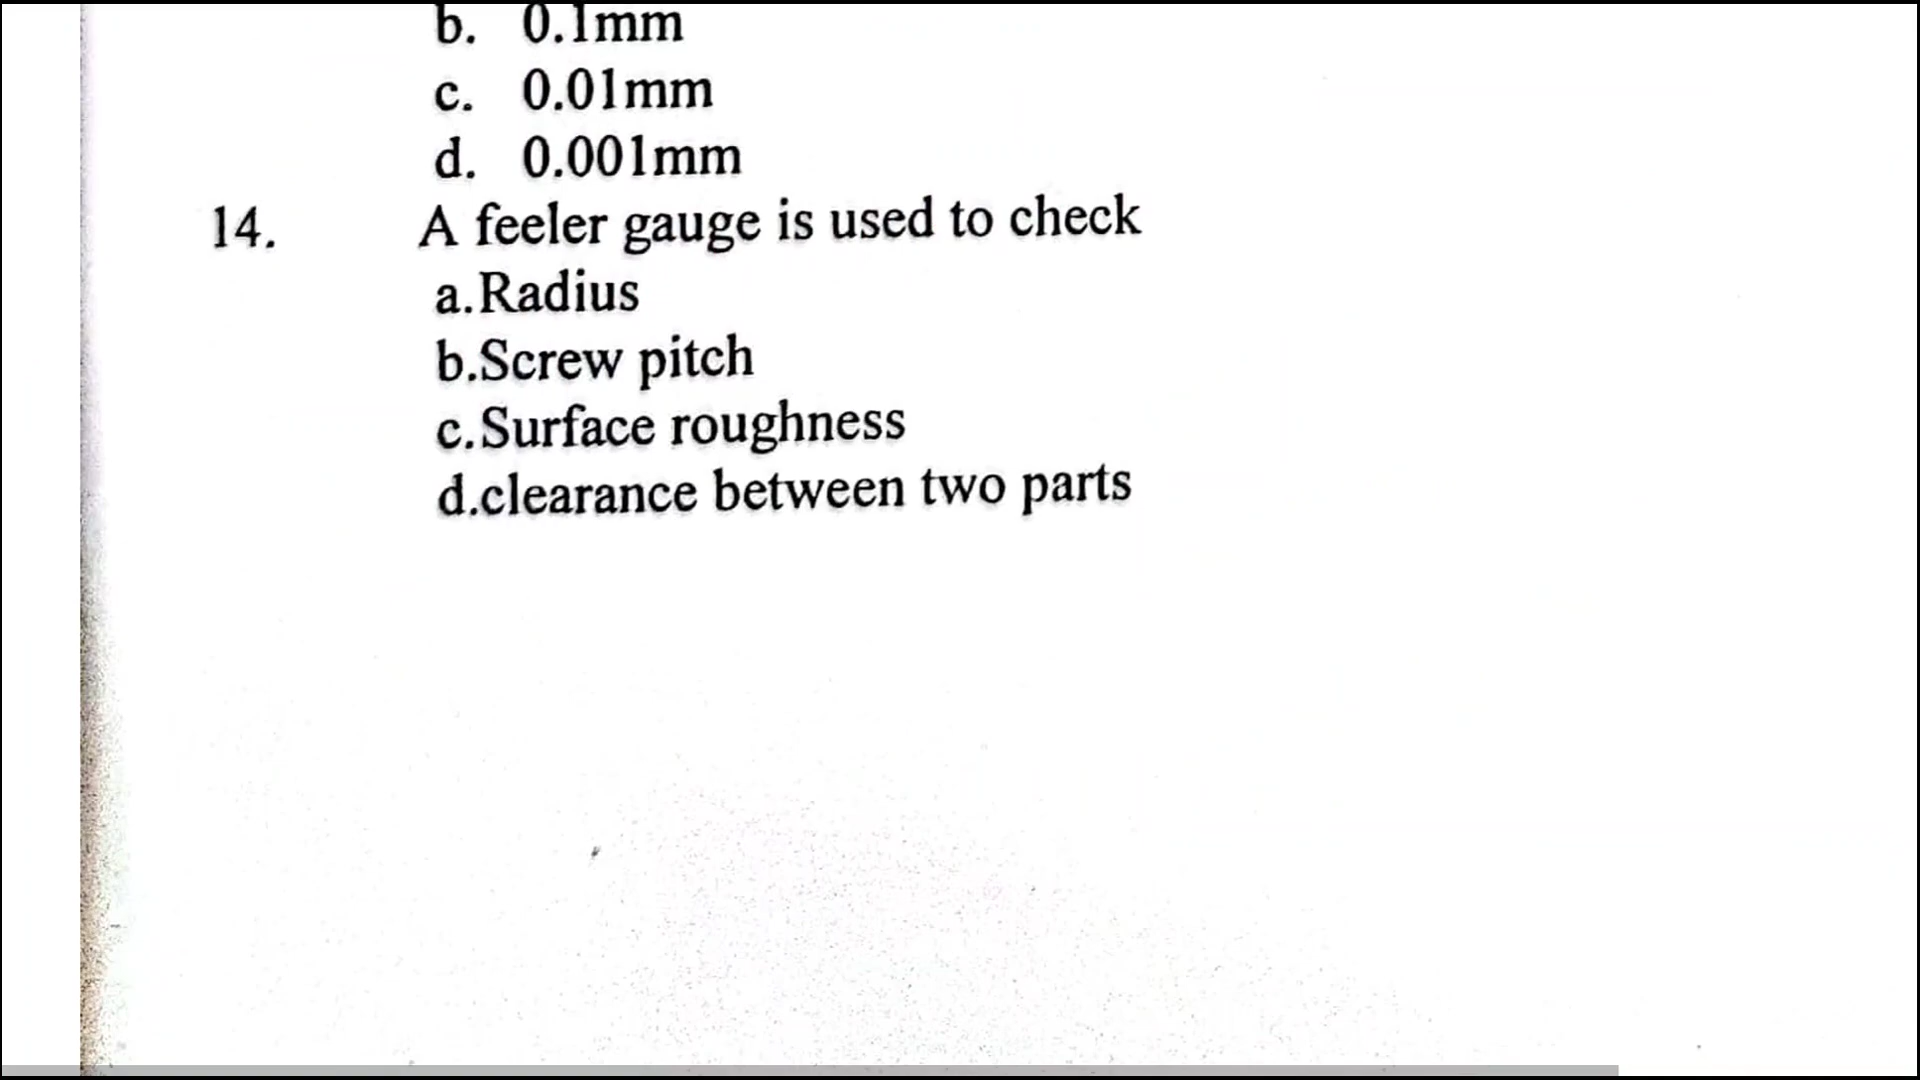 b. 0.1mm
c. 0.01mm
d. 0.001mm
14. A feeler gauge is used to check
a.Radius
b.Screw pitch
c.Surface roughness
d.clearance between two parts